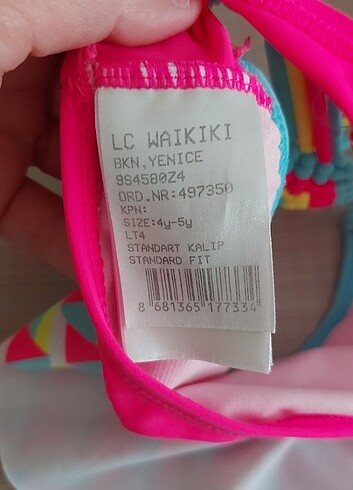 LC WAIKIKI
BKN,YENICE
9S4580Z4
ORD.NR:497350
KPN:
SIZE:4y-5y
LT4
STANDART KALIP
STANDARD FIT
8 681365 177334